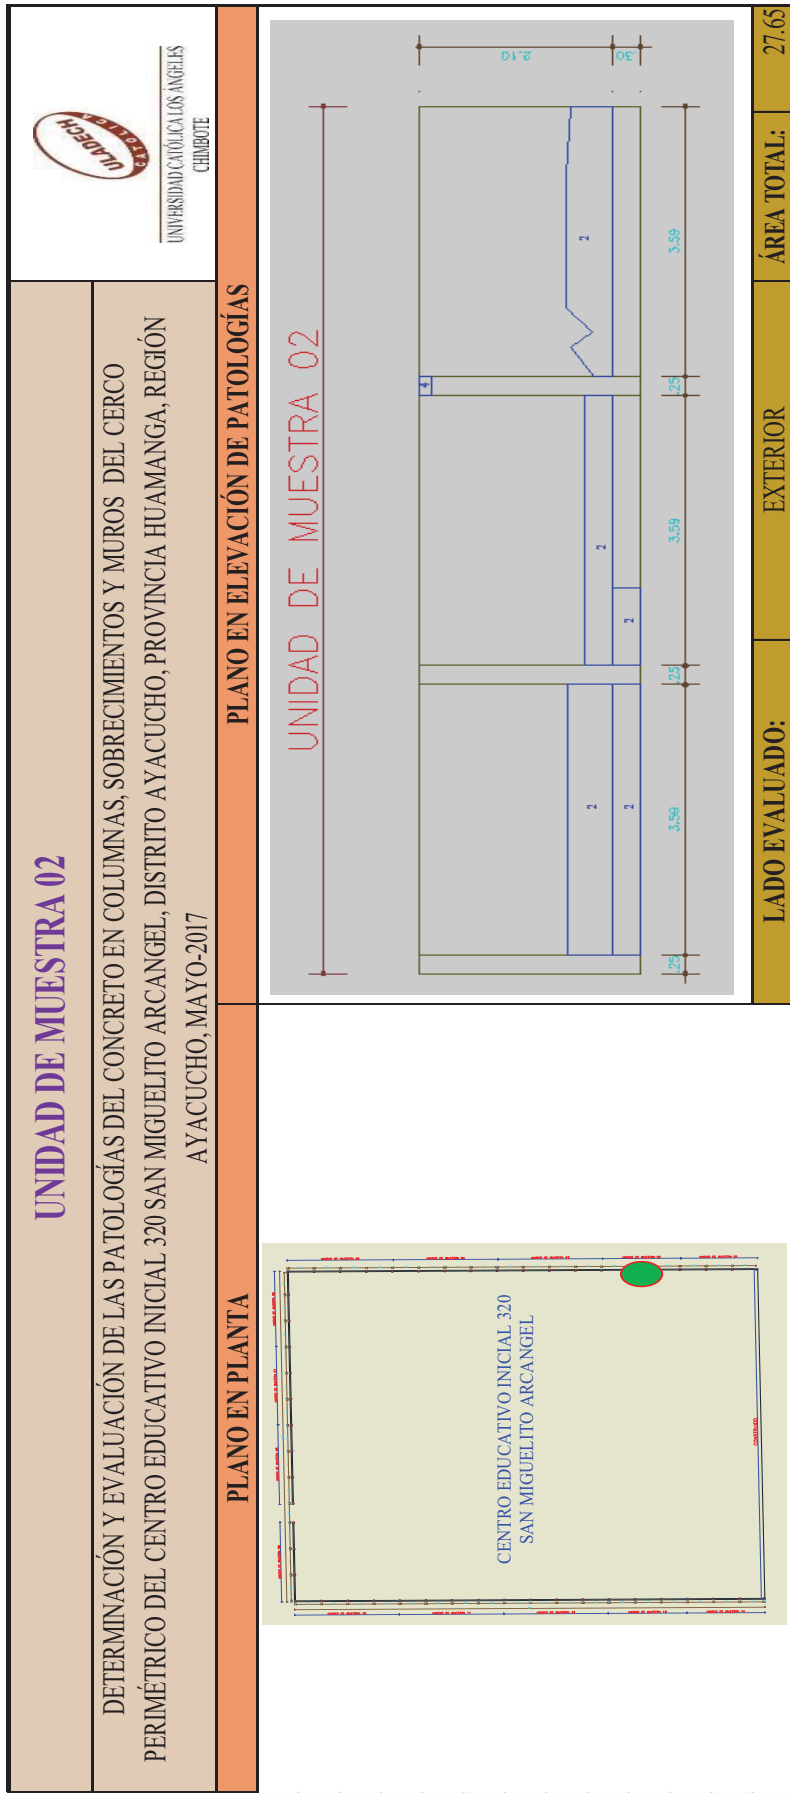 UNIDAD DE MUESTRA 02
DETERMINACIÓN Y EVALUACIÓN DE LAS PATOLOGÍAS DEL CONCRETO EN COLUMNAS, SOBRECIMIENTOS Y MUROS DEL CERCO
PERIMÉTRICO DEL CENTRO EDUCATIVO INICIAL 320 SAN MIGUELITO ARCANGEL, DISTRITO AYACUCHO, PROVINCIA HUAMANGA, REGIÓN
AYACUCHO, MAYO-2017
ULADECH
CATOLICA
UNIVERSIDAD CATÓLICA LOS ÁNGELES
CHIMBOTE
PLANO EN PLANTA
PLANO EN ELEVACIÓN DE PATOLOGÍAS
CENTRO EDUCATIVO INICIAL 320
SAN MIGUELITO ARCANGEL
CONSTRUIDO
UNIDAD DE MUESTRA 02
4
2
2
2
2
2
2.10
.30
.25
3.59
.25
3.59
.25
3.59
LADO EVALUADO:
EXTERIOR
ÁREA TOTAL:
27.65